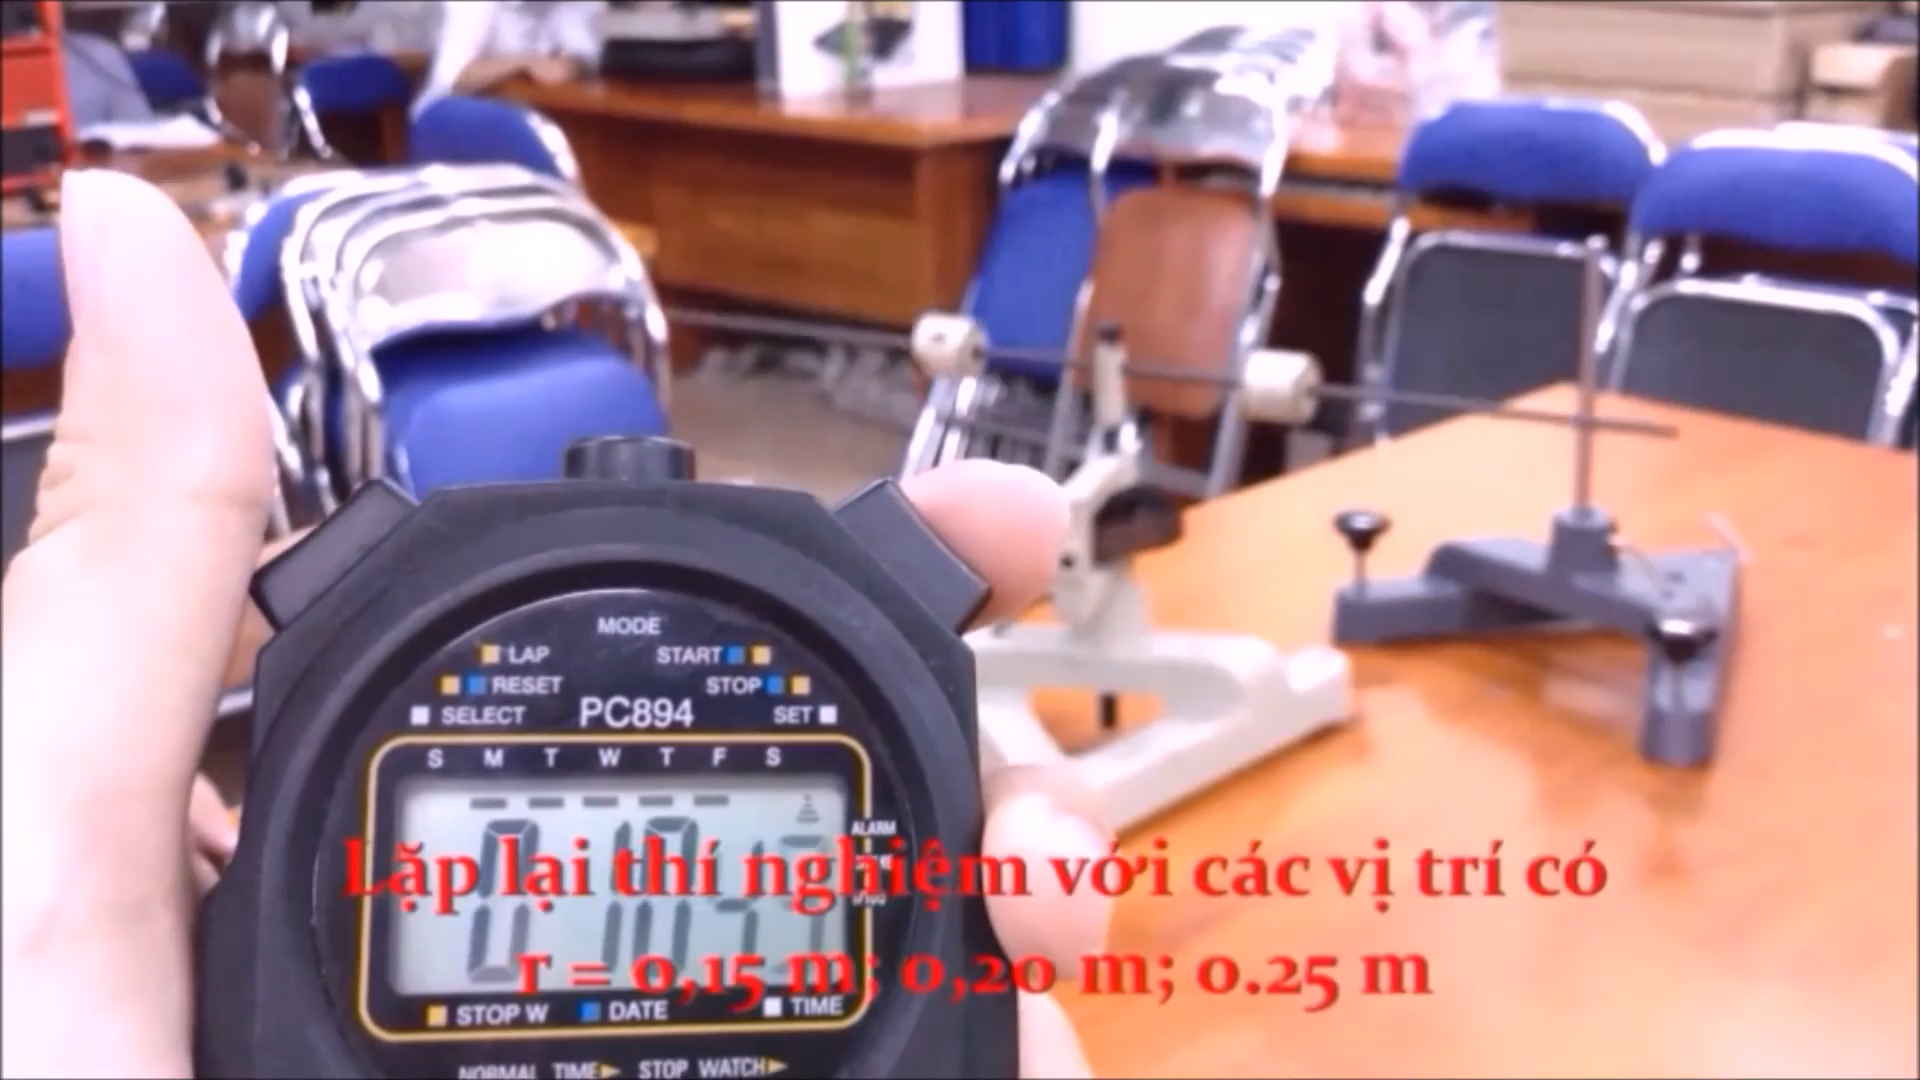 MODE
LAP START
RESET STOP
SELECT PC894 SET
S M T W T F S
ALARM
Lặp lại thí nghiệm với các vị trí có
r = 0,15 m; 0,20 m; 0.25 m
STOP W DATE TIME
NORMAL TIME STOP WATCH